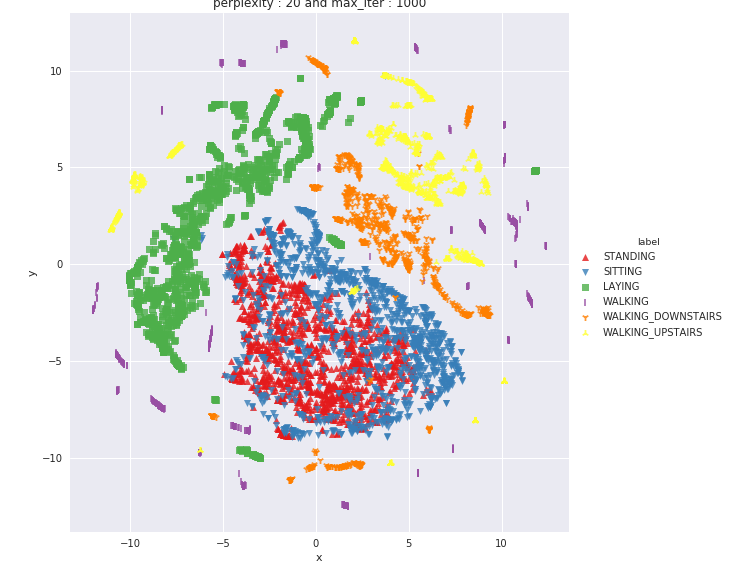 perplexity : 20 and max_iter : 1000
10
5
0
−5
−10
y
−10
−5
0
5
10
x
label
STANDING
SITTING
LAYING
WALKING
WALKING_DOWNSTAIRS
WALKING_UPSTAIRS